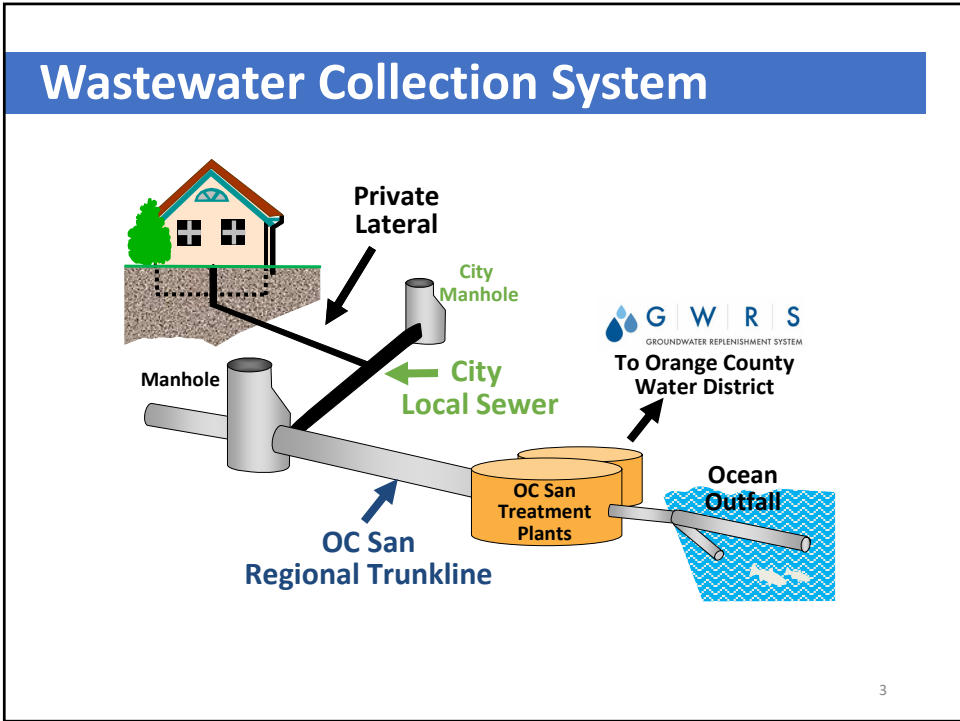 Wastewater Collection System
Private
Lateral
City
Manhole
G W R S
GROUNDWATER REPLENISHMENT SYSTEM
To Orange County
Water District
Manhole
City
Local Sewer
Ocean
Outfall
OC San
Treatment
Plants
OC San
Regional Trunkline
3